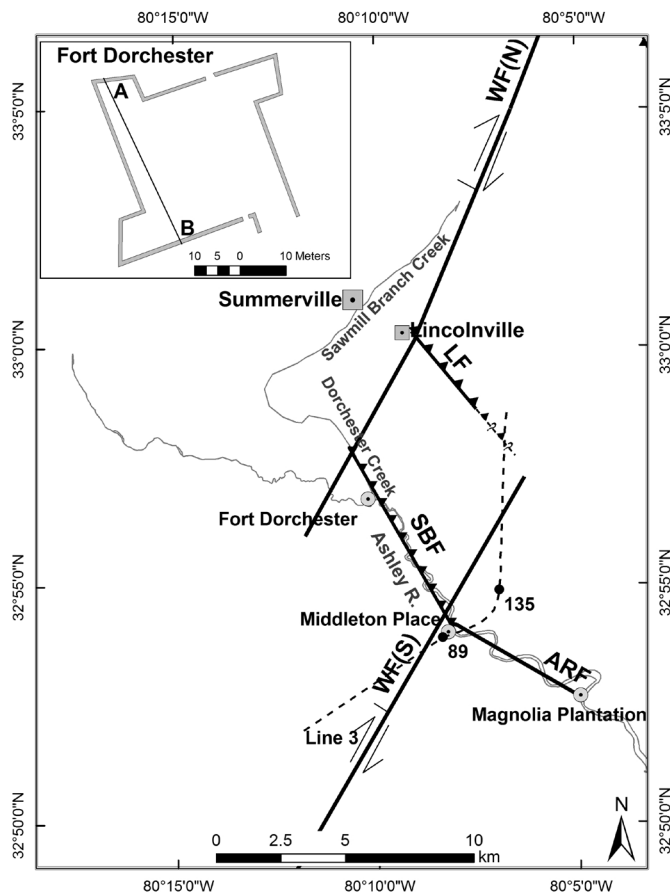 80°15'0"W 80°10'0"W 80°5'0"W
Fort Dorchester
A
B
10 5 0 10 Meters
WF(N)
33°5'0"N 33°5'0"N
Sawmill Branch Creek
Summerville
Lincolnville
33°0'0"N 33°0'0"N
LF
?
?
Dorchester Creek
Fort Dorchester
SBF
Ashley R.
32°55'0"N 32°55'0"N
135
Middleton Place
89
WF(S)
ARF
Magnolia Plantation
Line 3
N
32°50'0"N 32°50'0"N
0 2.5 5 10
km
80°15'0"W 80°10'0"W 80°5'0"W